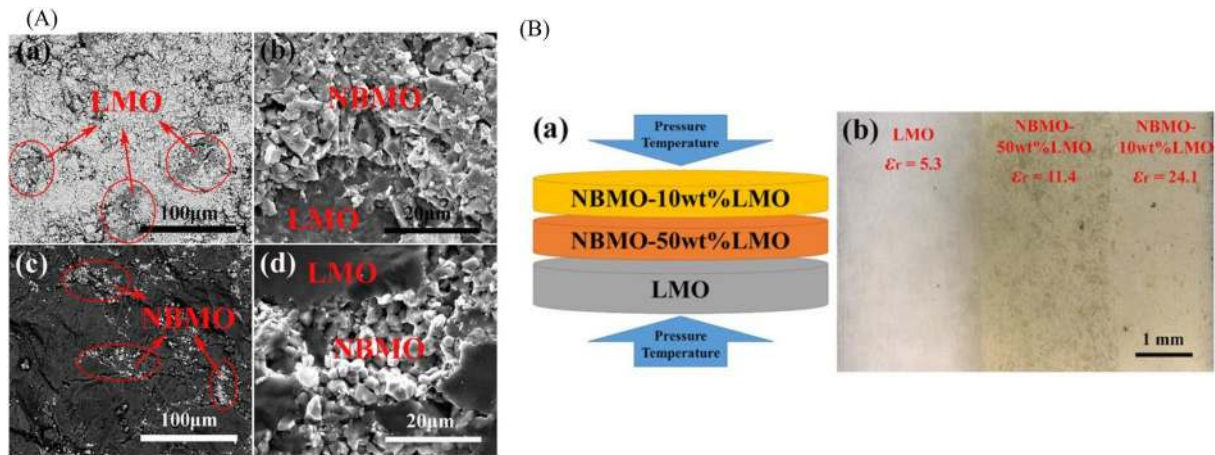 (A)
(a)
LMO
100μm
(b)
NBMO
LMO
20μm
(c)
NBMO
100μm
(d)
LMO
NBMO
20μm
(B)
(a)
Pressure
Temperature
NBMO-10wt%LMO
NBMO-50wt%LMO
LMO
Pressure
Temperature
(b)
LMO
εr = 5.3
NBMO-
50wt%LMO
εr = 11.4
NBMO-
10wt%LMO
εr = 24.1
1 mm